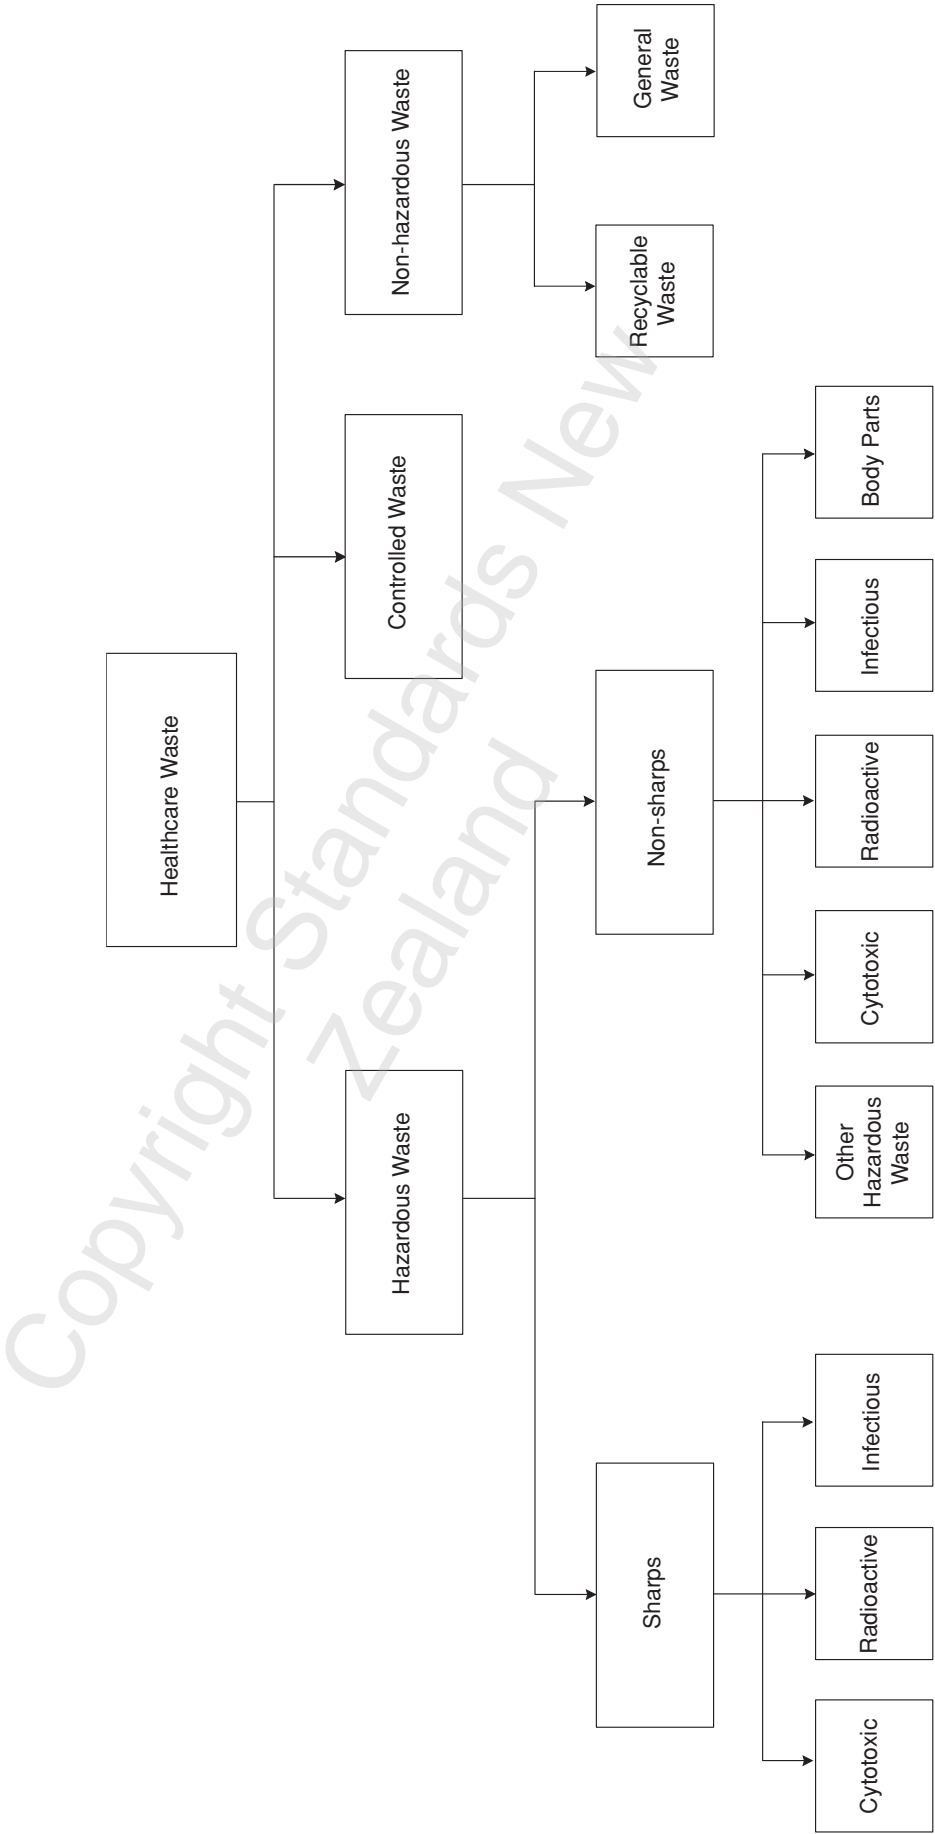 Healthcare Waste
Hazardous Waste
Controlled Waste
Non-hazardous Waste
Sharps
Non-sharps
Recyclable
Waste
General
Waste
Cytotoxic
Radioactive
Infectious
Other
Hazardous
Waste
Cytotoxic
Radioactive
Infectious
Body Parts
Copyright Standards New
Zealand